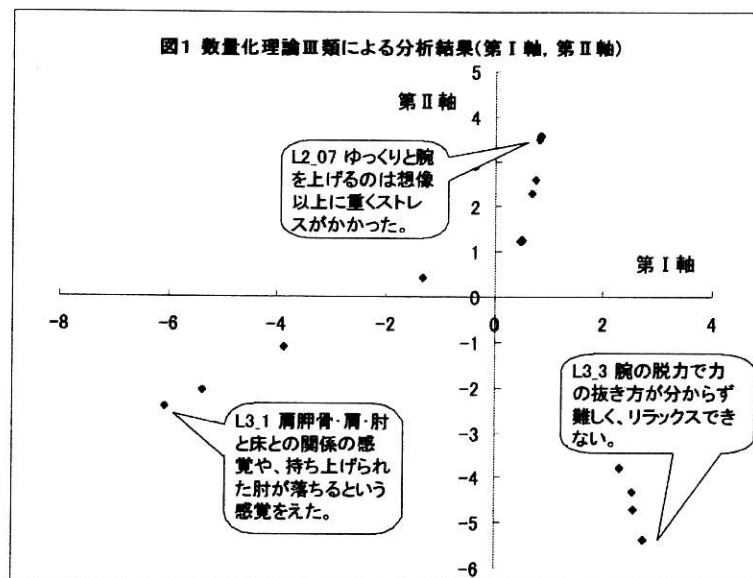 図1 数量化理論Ⅲ類による分析結果(第Ⅰ軸，第Ⅱ軸)
5
第Ⅱ軸
4
L2_07 ゆっくりと腕
を上げるのは想像
以上に重くストレ
スがかかった。
3
2
1
第Ⅰ軸
0
-8
-6
-4
-2
0
2
4
-1
-2
L3_1 肩胛骨・肩・肘
と床との関係の感
覚や、持ち上げられ
た肘が落ちるという
感覚をえた。
L3_3 腕の脱力で力
の抜き方が分からず
難しく、リラックスでき
ない。
-3
-4
-5
-6